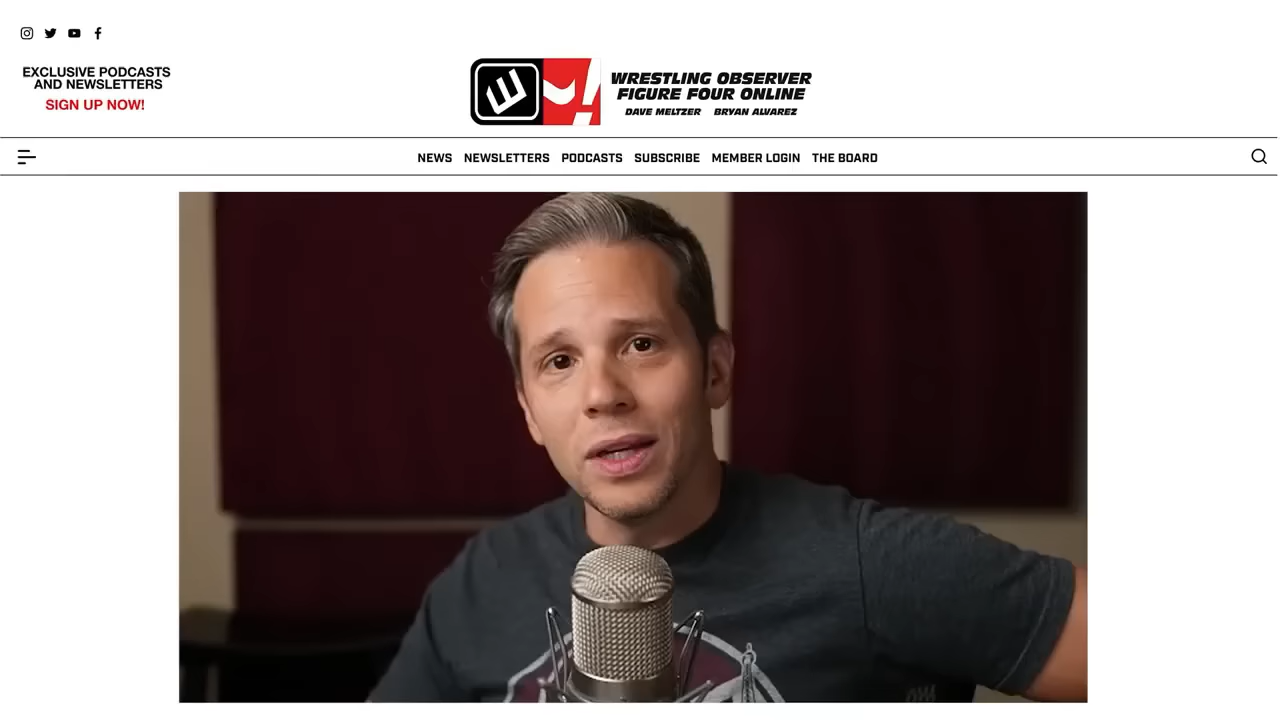 EXCLUSIVE PODCASTS
AND NEWSLETTERS
SIGN UP NOW!
WRESTLING OBSERVER
FIGURE FOUR ONLINE
DAVE MELTZER BRYAN ALVAREZ
NEWS NEWSLETTERS PODCASTS SUBSCRIBE MEMBER LOGIN THE BOARD